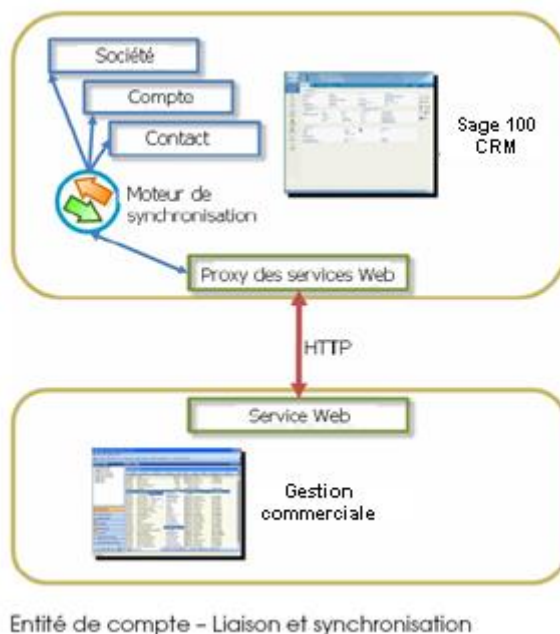 Société
Compte
Contact
Moteur de
synchronisation
Sage 100
CRM
Proxy des services Web
HTTP
Service Web
Gestion
commerciale
Entité de compte – Liaison et synchronisation